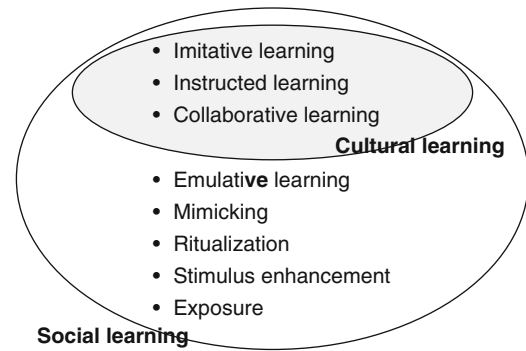 • Imitative learning
• Instructed learning
• Collaborative learning
Cultural learning
• Emulative learning
• Mimicking
• Ritualization
• Stimulus enhancement
• Exposure
Social learning